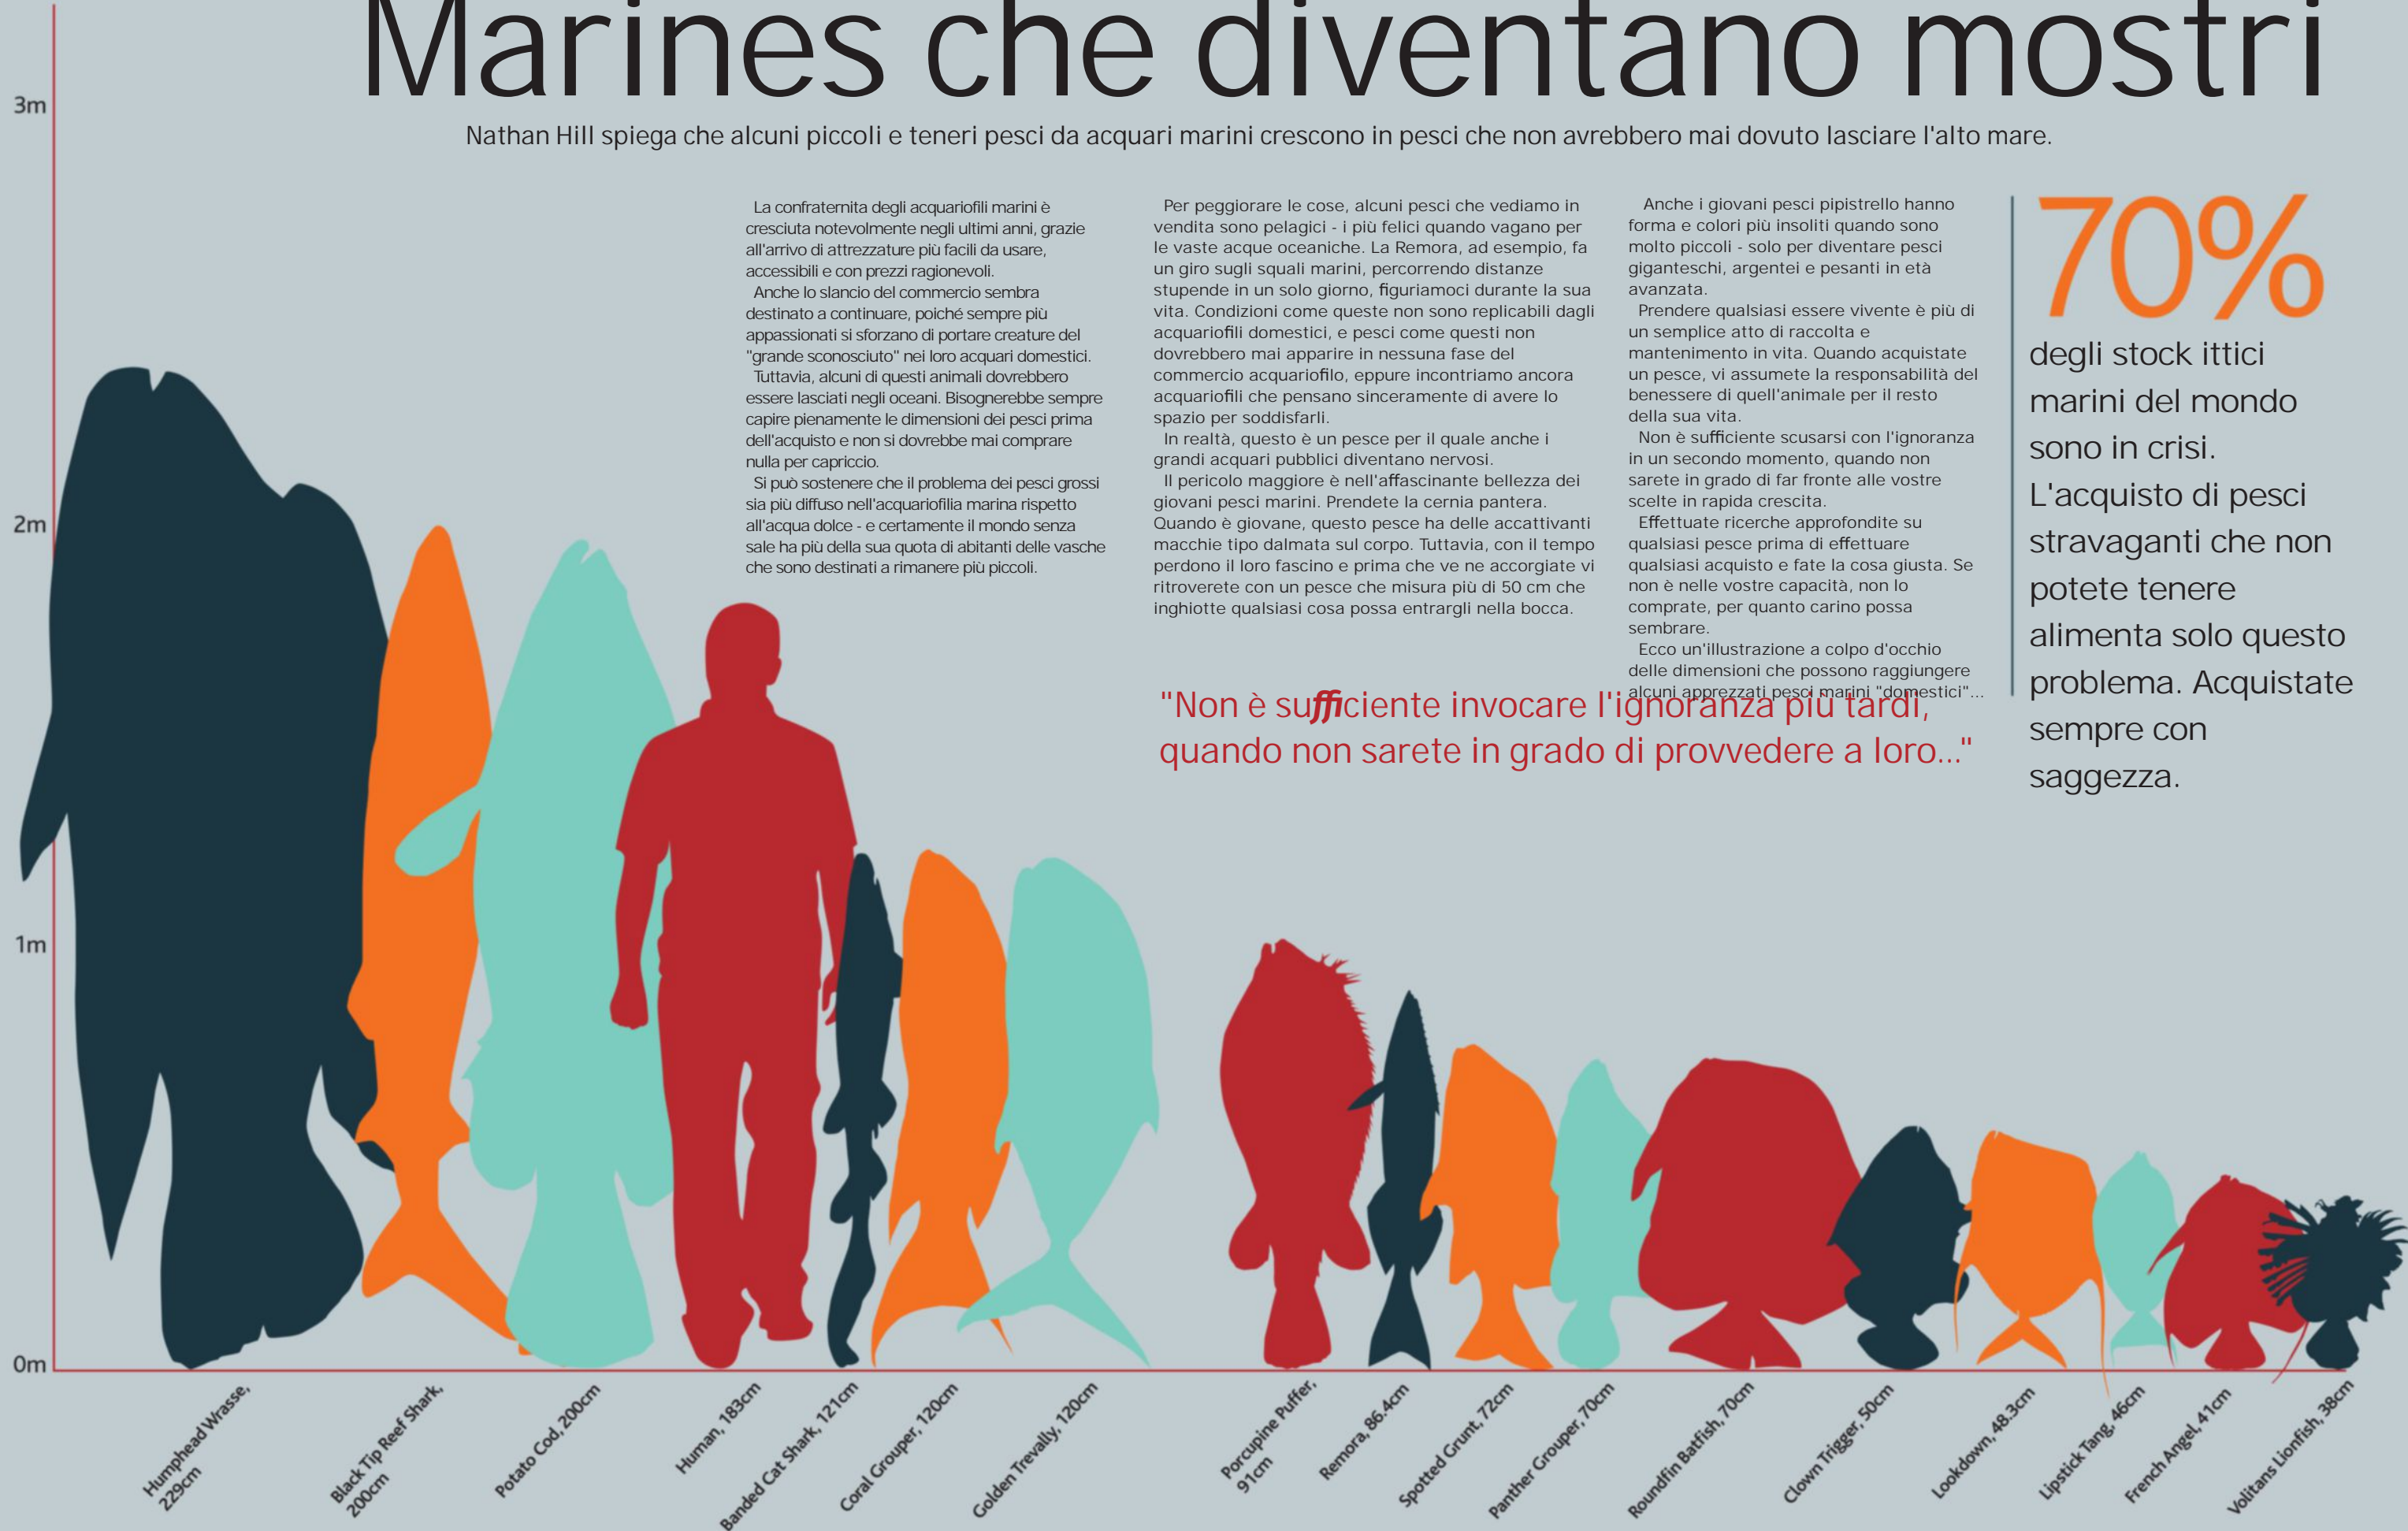 Marines che diventano mostri
Nathan Hill spiega che alcuni piccoli e teneri pesci da acquari marini crescono in pesci che non avrebbero mai dovuto lasciare l'alto mare.
La confraternita degli acquariofili marini è
cresciuta notevolmente negli ultimi anni, grazie
all'arrivo di attrezzature più facili da usare,
accessibili e con prezzi ragionevoli.
Anche lo slancio del commercio sembra
destinato a continuare, poiché sempre più
appassionati si sforzano di portare creature del
"grande sconosciuto" nei loro acquari domestici.
Tuttavia, alcuni di questi animali dovrebbero
essere lasciati negli oceani. Bisognerebbe sempre
capire pienamente le dimensioni dei pesci prima
dell'acquisto e non si dovrebbe mai comprare
nulla per capriccio.
Si può sostenere che il problema dei pesci grossi
sia più diffuso nell'acquariofilia marina rispetto
all'acqua dolce - e certamente il mondo senza
sale ha più della sua quota di abitanti delle vasche
che sono destinati a rimanere più piccoli.
Per peggiorare le cose, alcuni pesci che vediamo in
vendita sono pelagici - i più felici quando vagano per
le vaste acque oceaniche. La Remora, ad esempio, fa
un giro sugli squali marini, percorrendo distanze
stupende in un solo giorno, figuriamoci durante la sua
vita. Condizioni come queste non sono replicabili dagli
acquariofili domestici, e pesci come questi non
dovrebbero mai apparire in nessuna fase del
commercio acquariofilo, eppure incontriamo ancora
acquariofili che pensano sinceramente di avere lo
spazio per soddisfarli.
In realtà, questo è un pesce per il quale anche i
grandi acquari pubblici diventano nervosi.
Il pericolo maggiore è nell'affascinante bellezza dei
giovani pesci marini. Prendete la cernia pantera.
Quando è giovane, questo pesce ha delle accattivanti
macchie tipo dalmata sul corpo. Tuttavia, con il tempo
perdono il loro fascino e prima che ve ne accorgiate vi
ritroverete con un pesce che misura più di 50 cm che
inghiotte qualsiasi cosa possa entrargli nella bocca.
Anche i giovani pesci pipistrello hanno
forma e colori più insoliti quando sono
molto piccoli - solo per diventare pesci
giganteschi, argentei e pesanti in età
avanzata.
Prendere qualsiasi essere vivente è più di
un semplice atto di raccolta e
mantenimento in vita. Quando acquistate
un pesce, vi assumete la responsabilità del
benessere di quell'animale per il resto
della sua vita.
Non è sufficiente scusarsi con l'ignoranza
in un secondo momento, quando non
sarete in grado di far fronte alle vostre
scelte in rapida crescita.
Effettuate ricerche approfondite su
qualsiasi pesce prima di effettuare
qualsiasi acquisto e fate la cosa giusta. Se
non è nelle vostre capacità, non lo
comprate, per quanto carino possa
sembrare.
Ecco un'illustrazione a colpo d'occhio
delle dimensioni che possono raggiungere
alcuni apprezzati pesci marini "domestici"...
"Non è sufficiente invocare l'ignoranza più tardi,
quando non sarete in grado di provvedere a loro..."
70%
degli stock ittici
marini del mondo
sono in crisi.
L'acquisto di pesci
stravaganti che non
potete tenere
alimenta solo questo
problema. Acquistate
sempre con
saggezza.
3m
2m
1m
0m
Humphead Wrasse,
229cm
Black Tip Reef Shark,
200cm
Potato Cod, 200cm
Human, 183cm
Banded Cat Shark, 121cm
Coral Grouper, 120cm
Golden Trevally, 120cm
Porcupine Puffer,
91cm
Remora, 86.4cm
Spotted Grunt, 72cm
Panther Grouper, 70cm
Roundfin Batfish, 70cm
Clown Trigger, 50cm
Lookdown, 48.3cm
Lipstick Tang, 46cm
French Angel, 41cm
Volitans Lionfish, 38cm